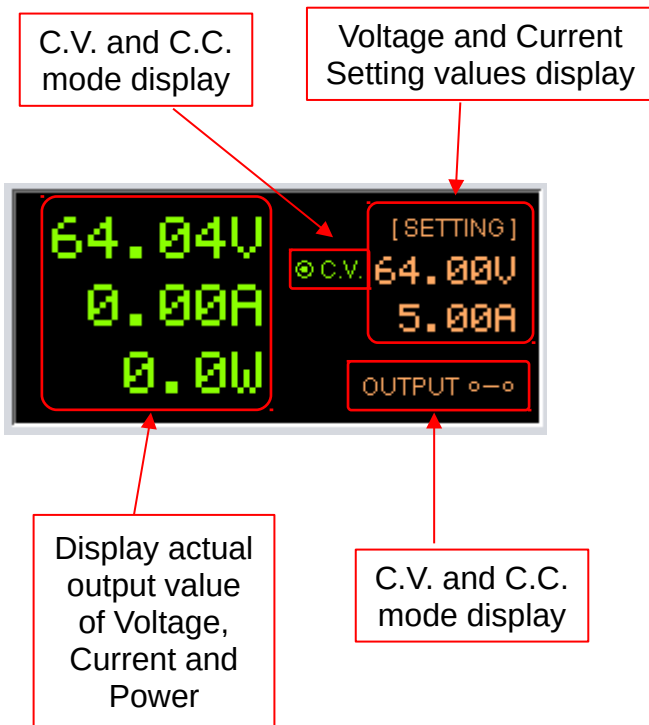 C.V. and C.C.
mode display
Voltage and Current
Setting values display
64.04V
0.00A
0.0W
C.V.
[SETTING]
64.00V
5.00A
OUTPUT
Display actual
output value
of Voltage,
Current and
Power
C.V. and C.C.
mode display